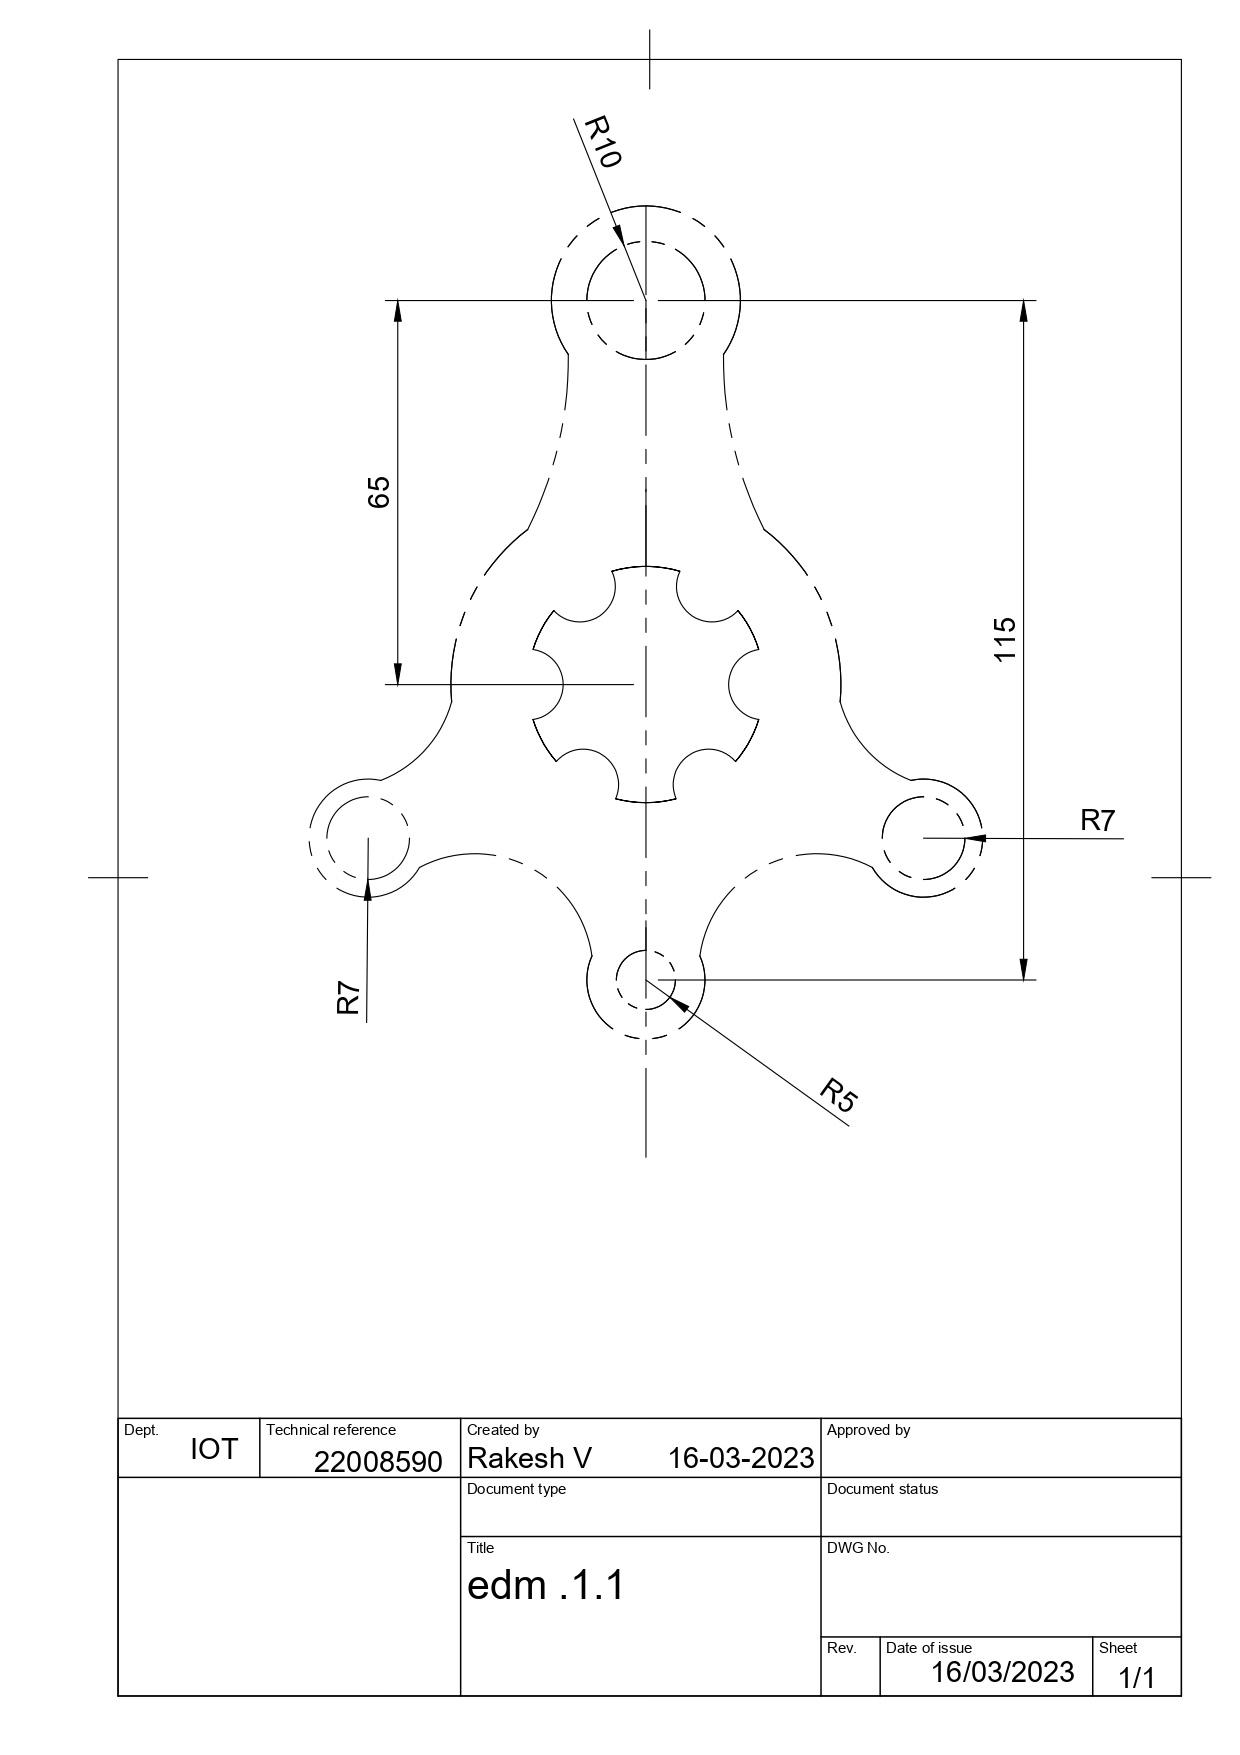 R10
65
115
R7
R7
R5
Dept.
IOT
Technical reference
22008590
Created by
Rakesh V 16-03-2023
Approved by
Document type
Document status
Title
edm .1.1
DWG No.
Rev.
Date of issue
16/03/2023
Sheet
1/1